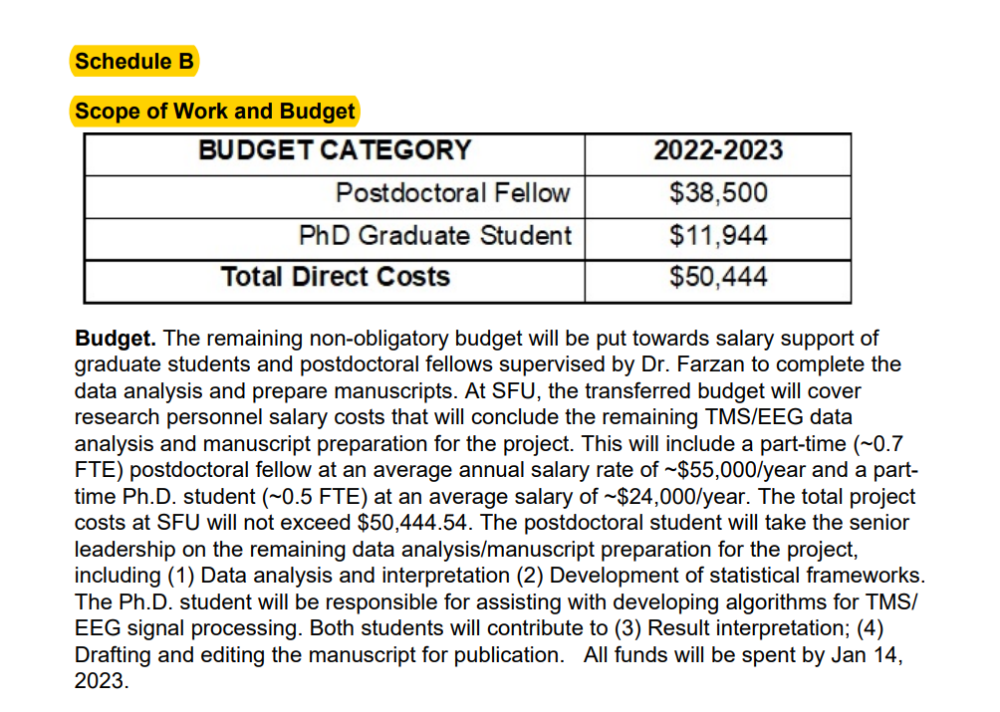 Schedule B
Scope of Work and Budget
BUDGET CATEGORY 2022-2023
Postdoctoral Fellow $38,500
PhD Graduate Student $11,944
Total Direct Costs $50,444
Budget. The remaining non-obligatory budget will be put towards salary support of
graduate students and postdoctoral fellows supervised by Dr. Farzan to complete the
data analysis and prepare manuscripts. At SFU, the transferred budget will cover
research personnel salary costs that will conclude the remaining TMS/EEG data
analysis and manuscript preparation for the project. This will include a part-time (~0.7
FTE) postdoctoral fellow at an average annual salary rate of ~$55,000/year and a part-
time Ph.D. student (~0.5 FTE) at an average salary of ~$24,000/year. The total project
costs at SFU will not exceed $50,444.54. The postdoctoral student will take the senior
leadership on the remaining data analysis/manuscript preparation for the project,
including (1) Data analysis and interpretation (2) Development of statistical frameworks.
The Ph.D. student will be responsible for assisting with developing algorithms for TMS/
EEG signal processing. Both students will contribute to (3) Result interpretation; (4)
Drafting and editing the manuscript for publication.   All funds will be spent by Jan 14,
2023.